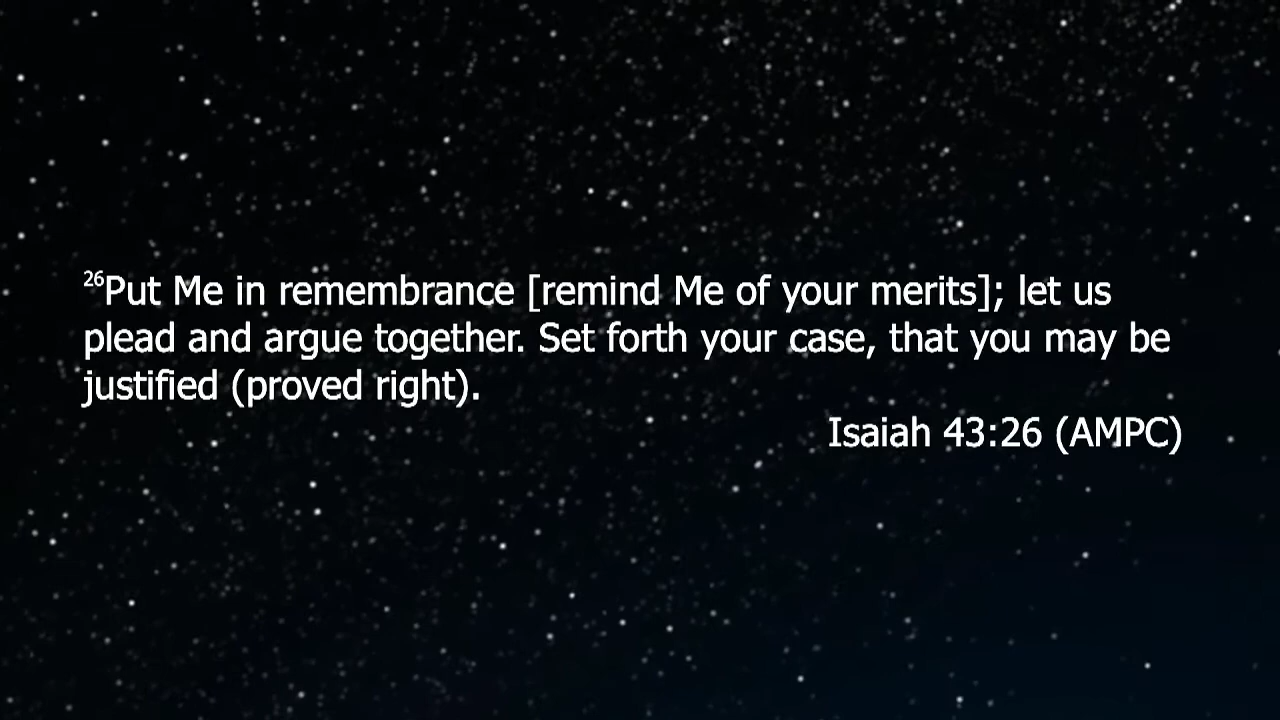 26Put Me in remembrance [remind Me of your merits]; let us
plead and argue together. Set forth your case, that you may be
justified (proved right).
Isaiah 43:26 (AMPC)